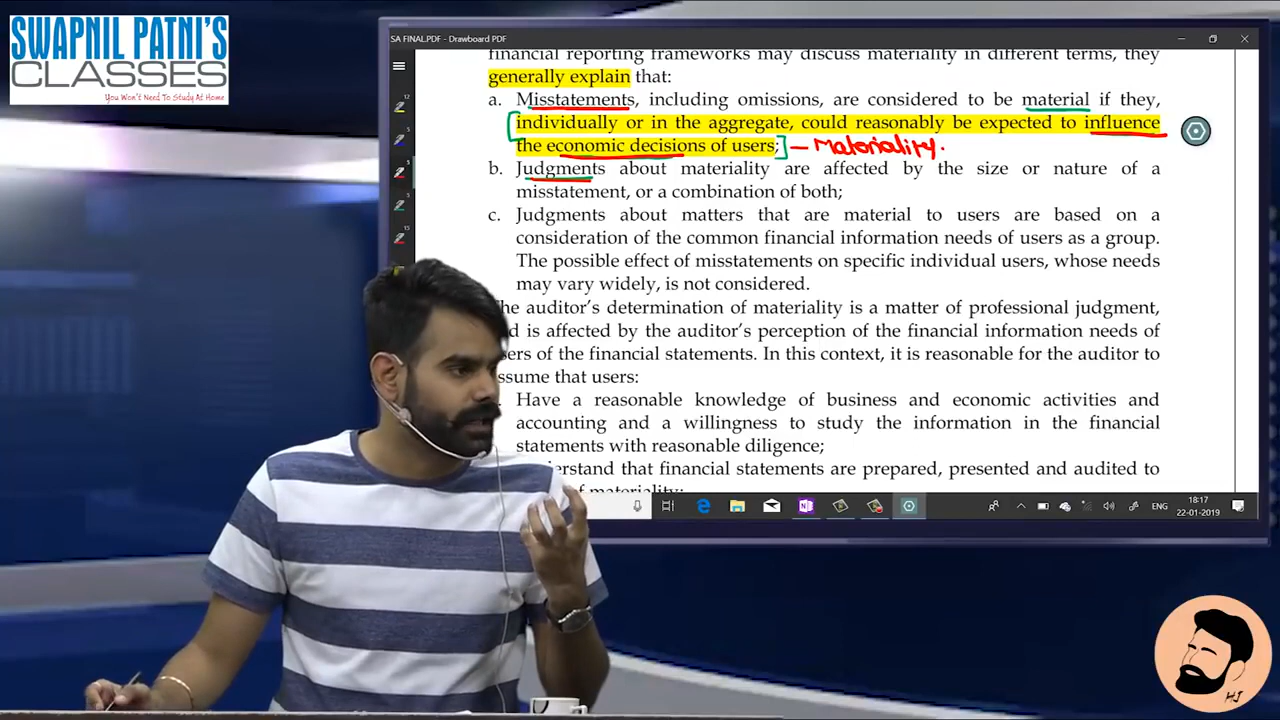 SWAPNIL PATNI'S
CLASSES
You Won't Need To Study At Home
SA FINAL.PDF - Drawboard PDF
financial reporting frameworks may discuss materiality in different terms, they
generally explain that:
a. Misstatements, including omissions, are considered to be material if they,
individually or in the aggregate, could reasonably be expected to influence
the economic decisions of users; – Materiality.
b. Judgments about materiality are affected by the size or nature of a
misstatement, or a combination of both;
c. Judgments about matters that are material to users are based on a
consideration of the common financial information needs of users as a group.
The possible effect of misstatements on specific individual users, whose needs
may vary widely, is not considered.
The auditor's determination of materiality is a matter of professional judgment,
is affected by the auditor's perception of the financial information needs of
of the financial statements. In this context, it is reasonable for the auditor to
assume that users:
Have a reasonable knowledge of business and economic activities and
accounting and a willingness to study the information in the financial
statements with reasonable diligence;
understand that financial statements are prepared, presented and audited to
of materiality;
ENG
18:17
22-01-2019
HJ